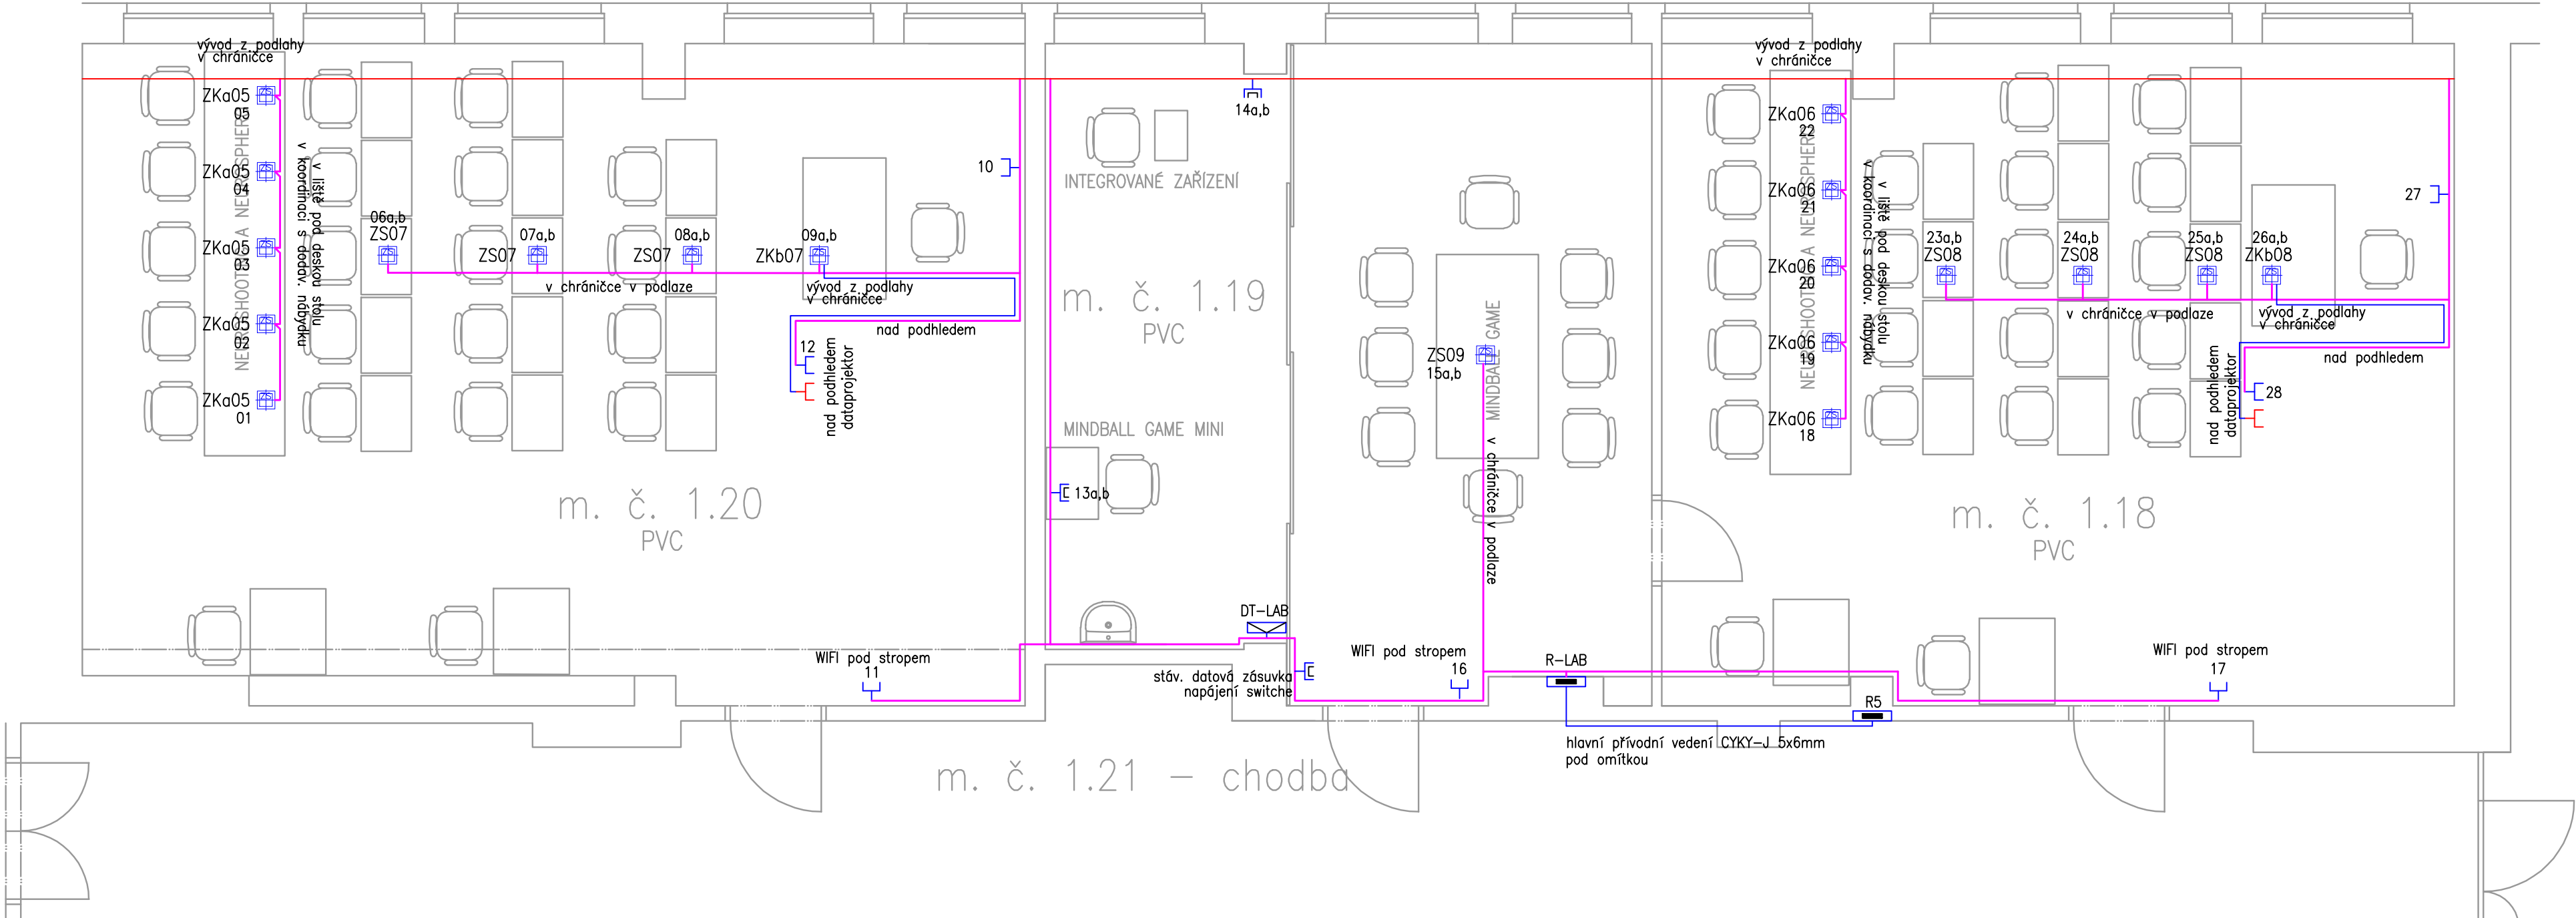 vývod z podlahy
v chráničce
ZKa05
05
ZKa05
04
ZKa05
03
ZKa05
02
ZKa05
01
NEUROSHOOTING A NEUROSPHERE
v liště pod deskou stolu
v koordinaci s dodav. nábydku
06a,b
ZS07
07a,b
ZS07
08a,b
ZS07
09a,b
ZKb07
v chráničce v podlaze
vývod z podlahy
v chráničce
nad podhledem
10
12
nad podhledem
dataprojektor
m. č. 1.20
PVC
WIFI pod stropem
11
14a,b
INTEGROVANÉ ZAŘÍZENÍ
m. č. 1.19
PVC
MINDBALL GAME MINI
13a,b
DT-LAB
stáv. datová zásuvka
napájení switche
ZS09
15a,b
MINDBALL GAME
v chráničce v podlaze
WIFI pod stropem
16
R-LAB
R5
hlavní přívodní vedení CYKY-J 5x6mm
pod omítkou
m. č. 1.21 - chodba
vývod z podlahy
v chráničce
ZKa06
22
ZKa06
21
ZKa06
20
ZKa06
19
ZKa06
18
NEUROSHOOTING A NEUROSPHERE
v liště pod deskou stolu
v koordinaci s dodav. nábydku
23a,b
ZS08
24a,b
ZS08
25a,b
ZS08
26a,b
ZKb08
v chráničce v podlaze
vývod z podlahy
v chráničce
nad podhledem
27
28
nad podhledem
dataprojektor
m. č. 1.18
PVC
WIFI pod stropem
17